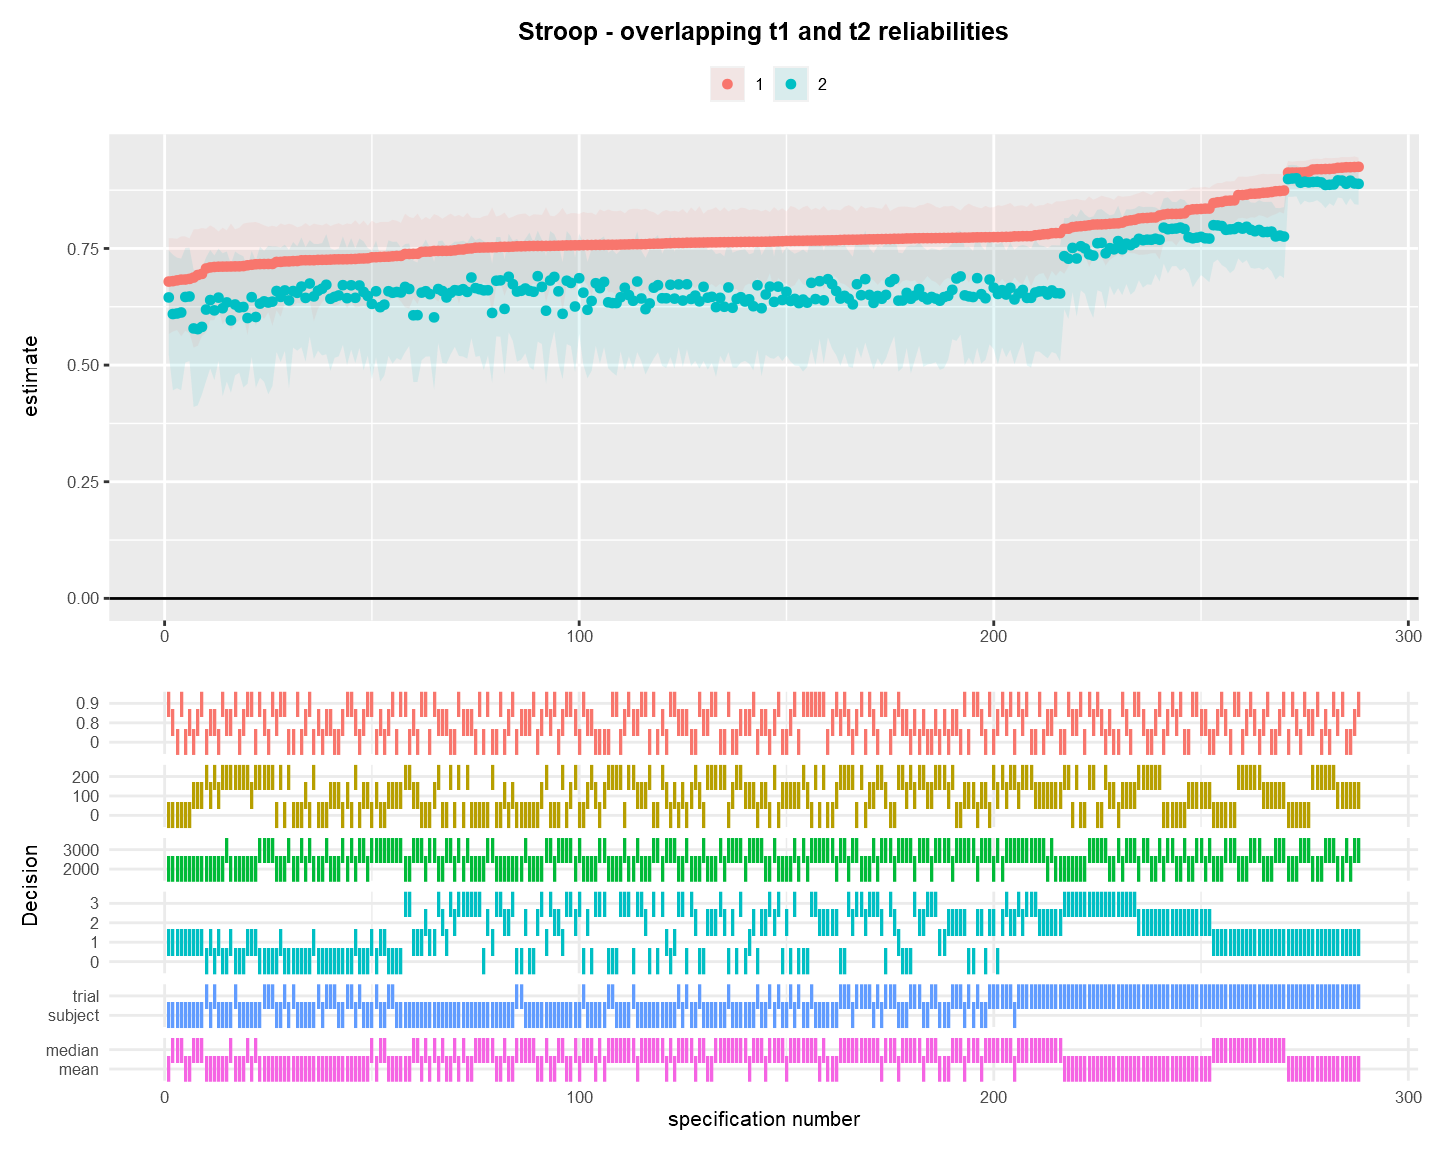 Stroop - overlapping t1 and t2 reliabilities
1 2
estimate
0.75
0.50
0.25
0.00
0 100 200 300
Decision
0.9
0.8
0
200
100
0
3000
2000
3
2
1
0
trial
subject
median
mean
0 100 200 300
specification number